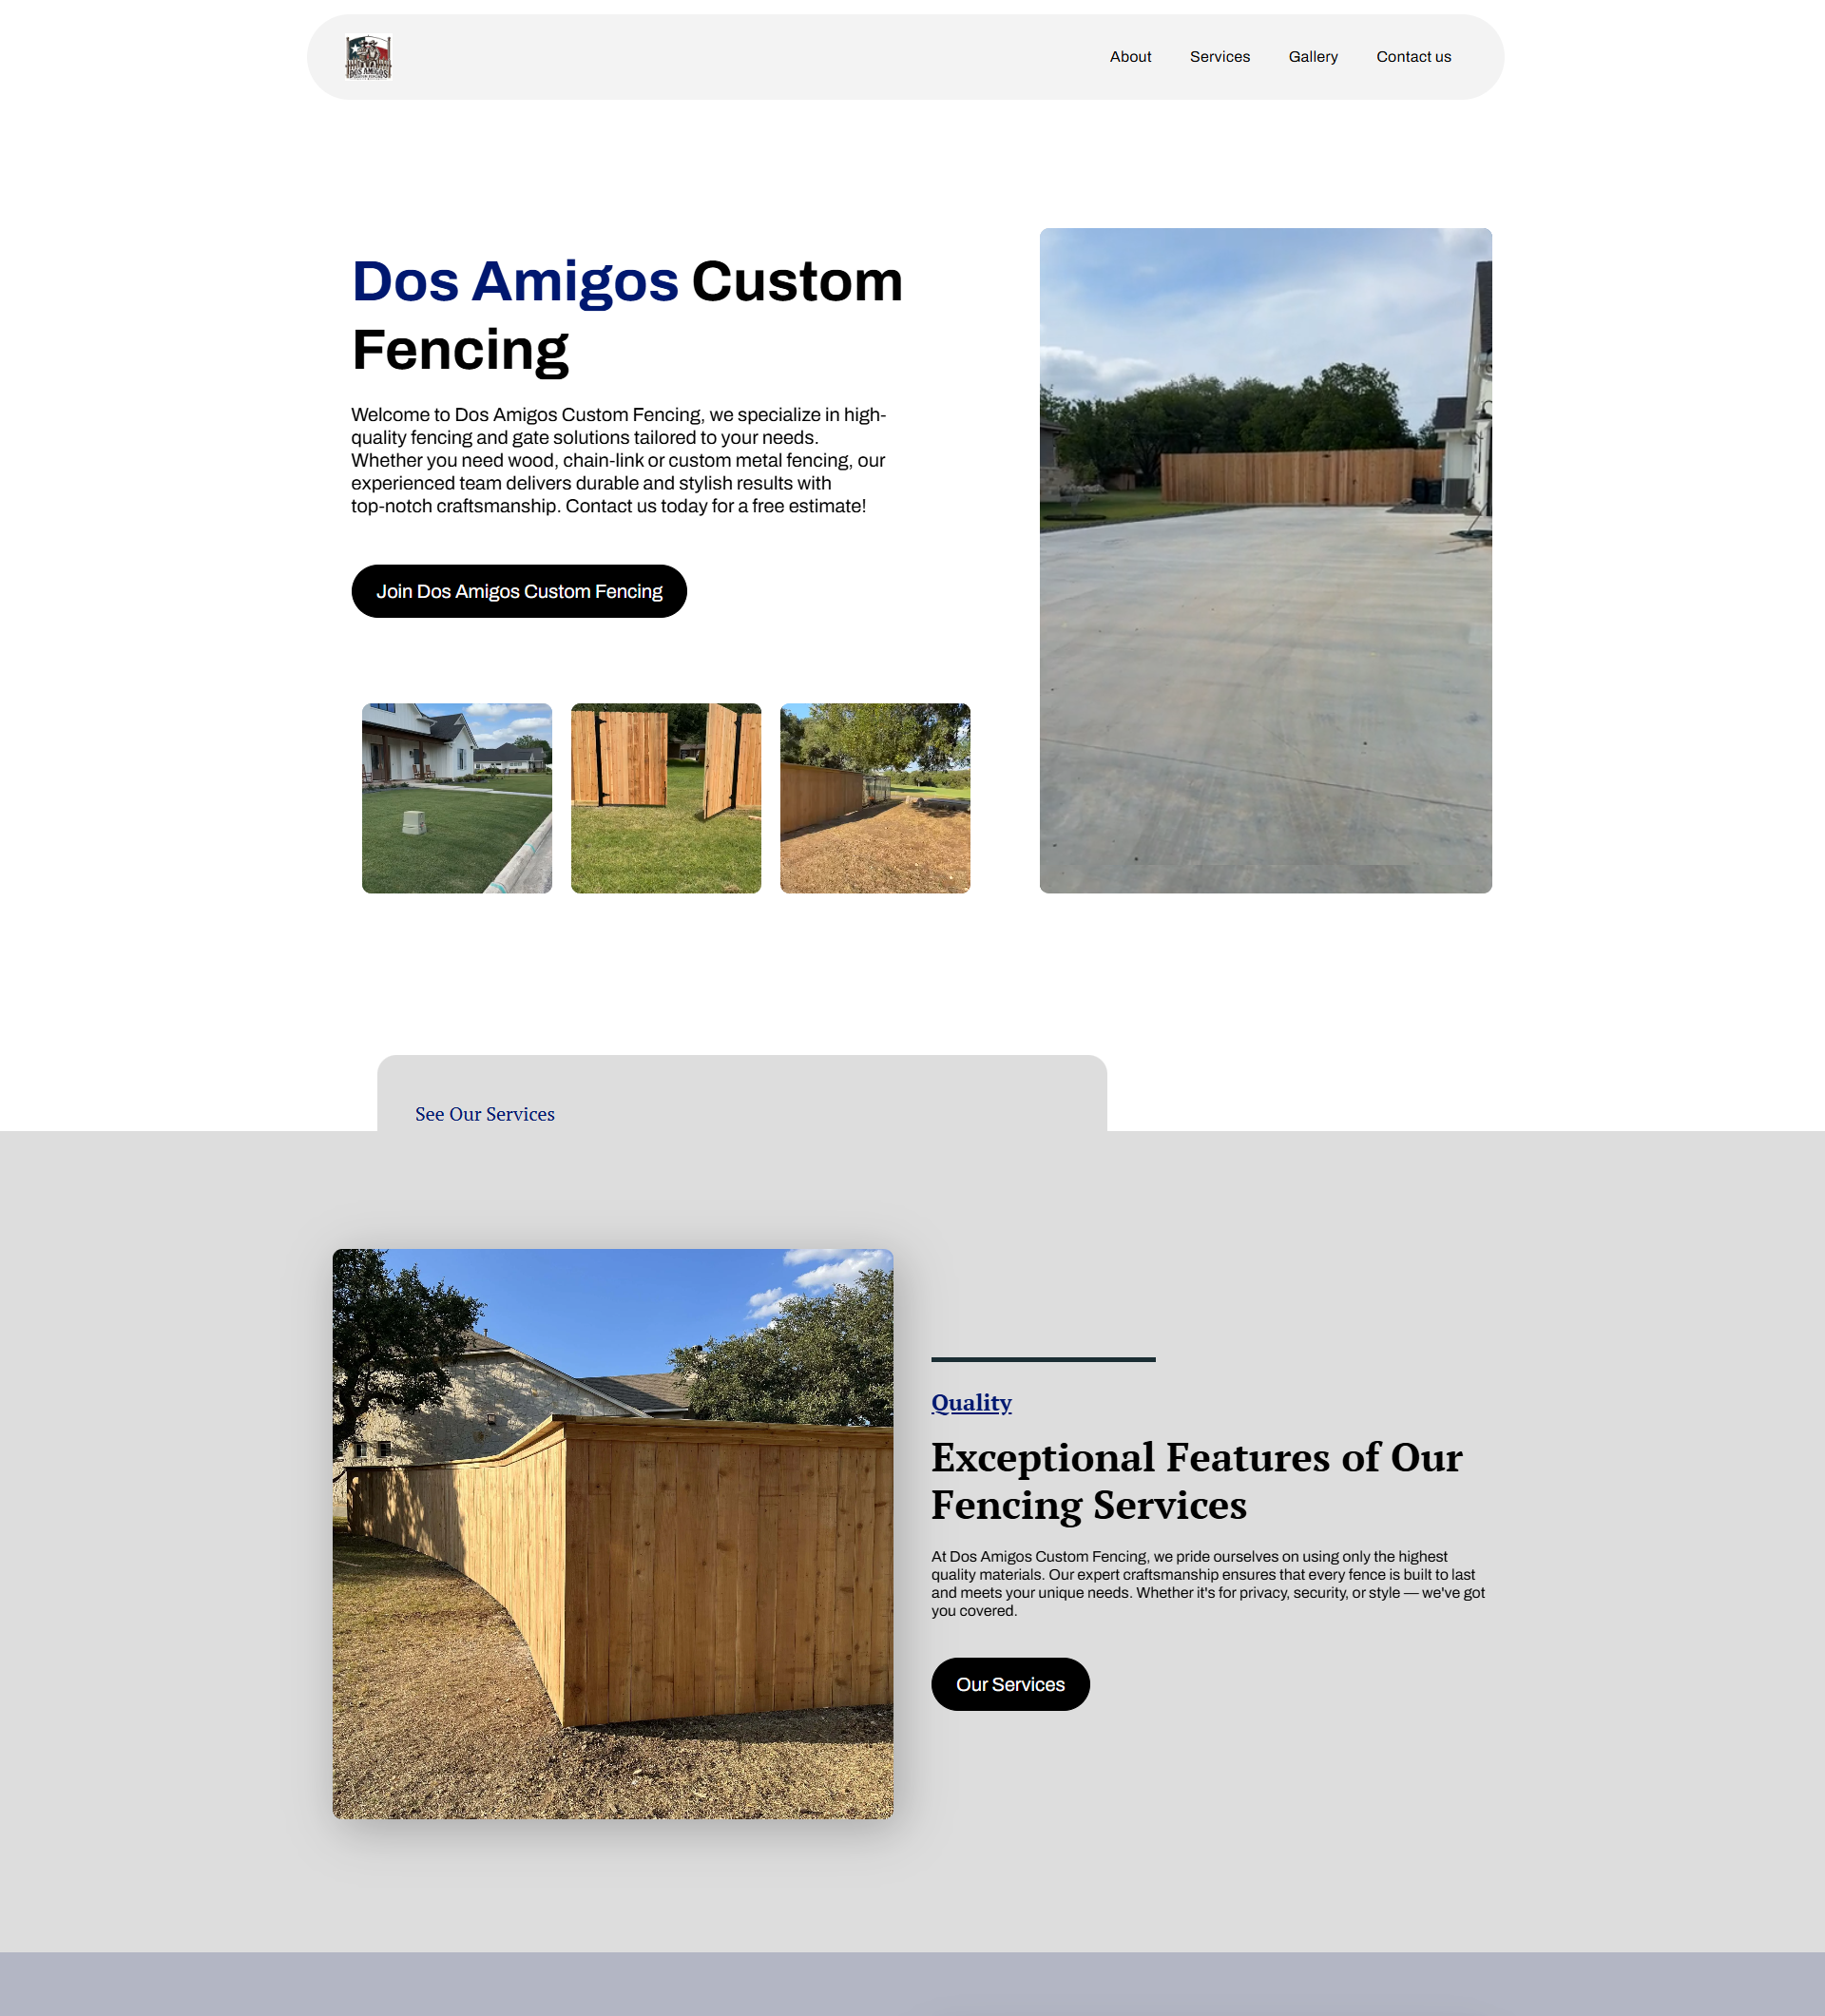 DOS AMIGOS
About
Services
Gallery
Contact us
Dos Amigos Custom
Fencing
Welcome to Dos Amigos Custom Fencing, we specialize in high-
quality fencing and gate solutions tailored to your needs.
Whether you need wood, chain-link or custom metal fencing, our
experienced team delivers durable and stylish results with
top-notch craftsmanship. Contact us today for a free estimate!
Join Dos Amigos Custom Fencing
See Our Services
Quality
Exceptional Features of Our
Fencing Services
At Dos Amigos Custom Fencing, we pride ourselves on using only the highest
quality materials. Our expert craftsmanship ensures that every fence is built to last
and meets your unique needs. Whether it's for privacy, security, or style — we've got
you covered.
Our Services